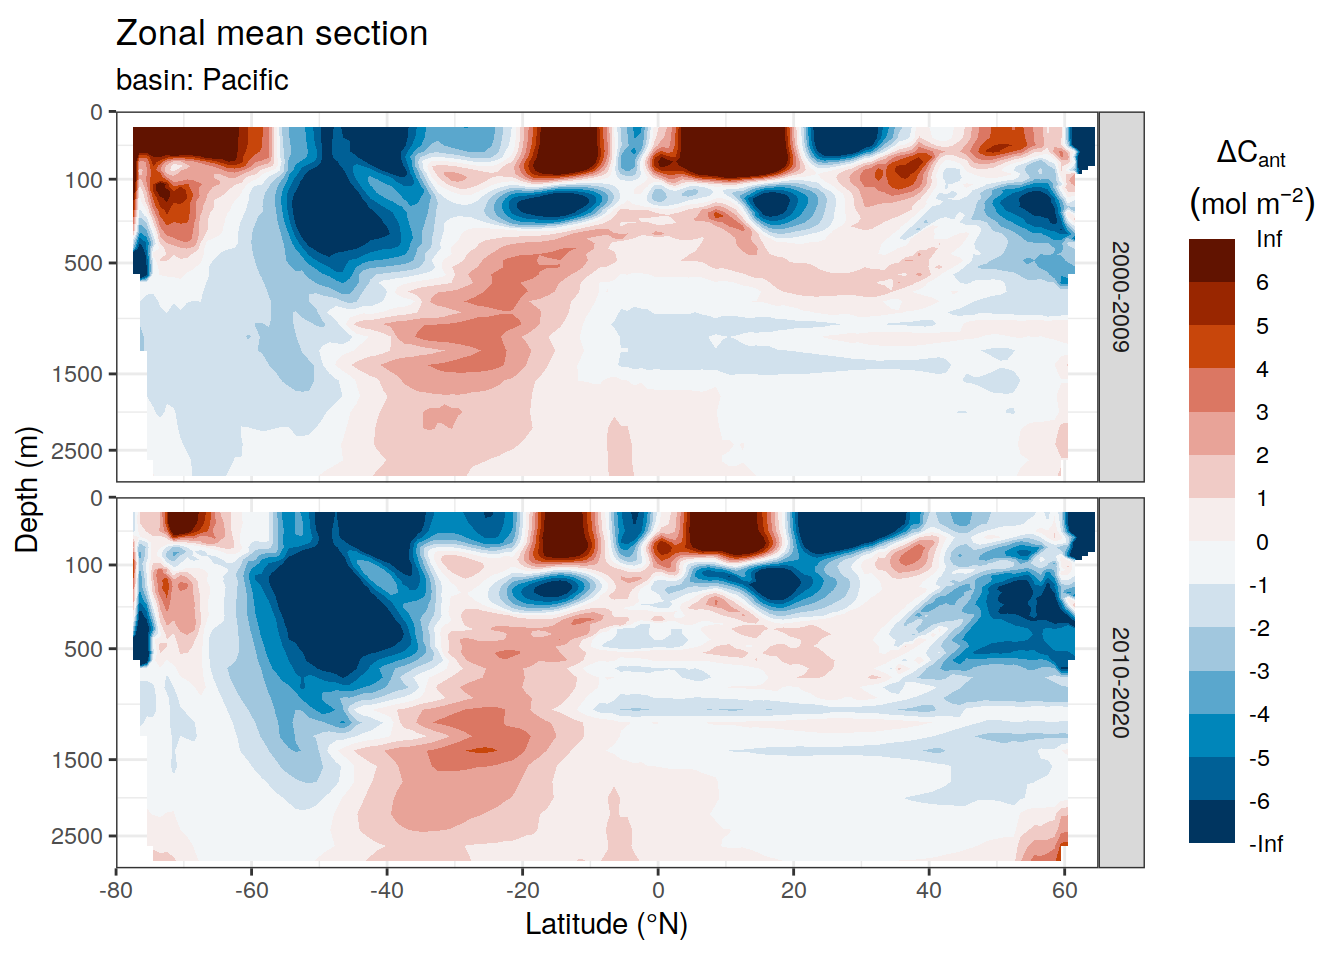 Zonal mean section
basin: Pacific
0
100
500
1500
2500
2000-2009
0
100
500
1500
2500
2010-2020
Depth (m)
-80 -60 -40 -20 0 20 40 60
Latitude (°N)
ΔCant
(mol m−2)
Inf
6
5
4
3
2
1
0
-1
-2
-3
-4
-5
-6
-Inf